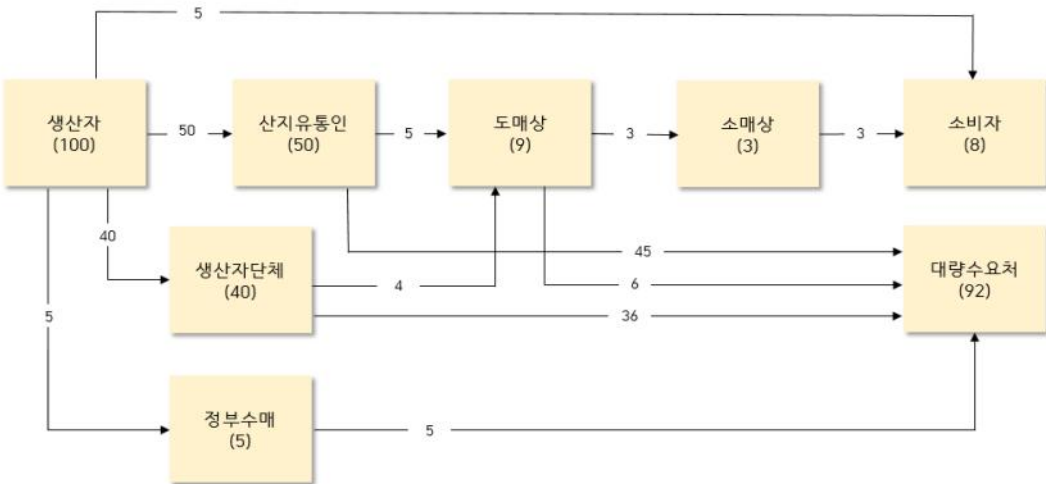 5
생산자
(100)
50
산지유통인
(50)
5
도매상
(9)
3
소매상
(3)
3
소비자
(8)
40
생산자단체
(40)
4
45
6
36
대량수요처
(92)
5
정부수매
(5)
5